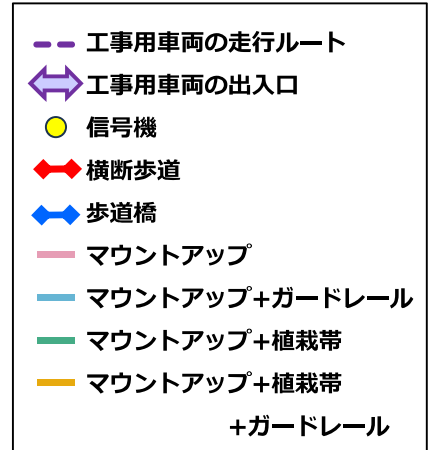 工事用車両の走行ルート
工事用車両の出入口
信号機
横断歩道
歩道橋
マウントアップ
マウントアップ+ガードレール
マウントアップ+植栽帯
マウントアップ+植栽帯
+ガードレール